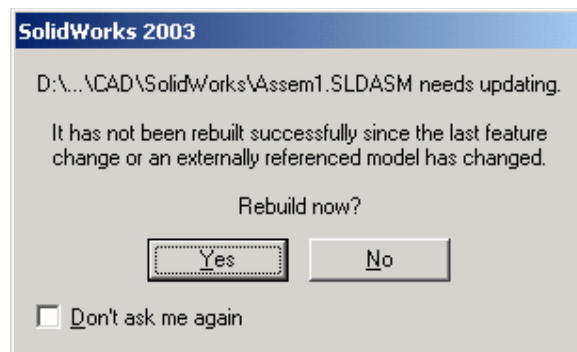 SolidWorks 2003
D:\...\CAD\SolidWorks\Assem1.SLDASM needs updating.
It has not been rebuilt successfully since the last feature
change or an externally referenced model has changed.
Rebuild now?
Yes No
Don't ask me again